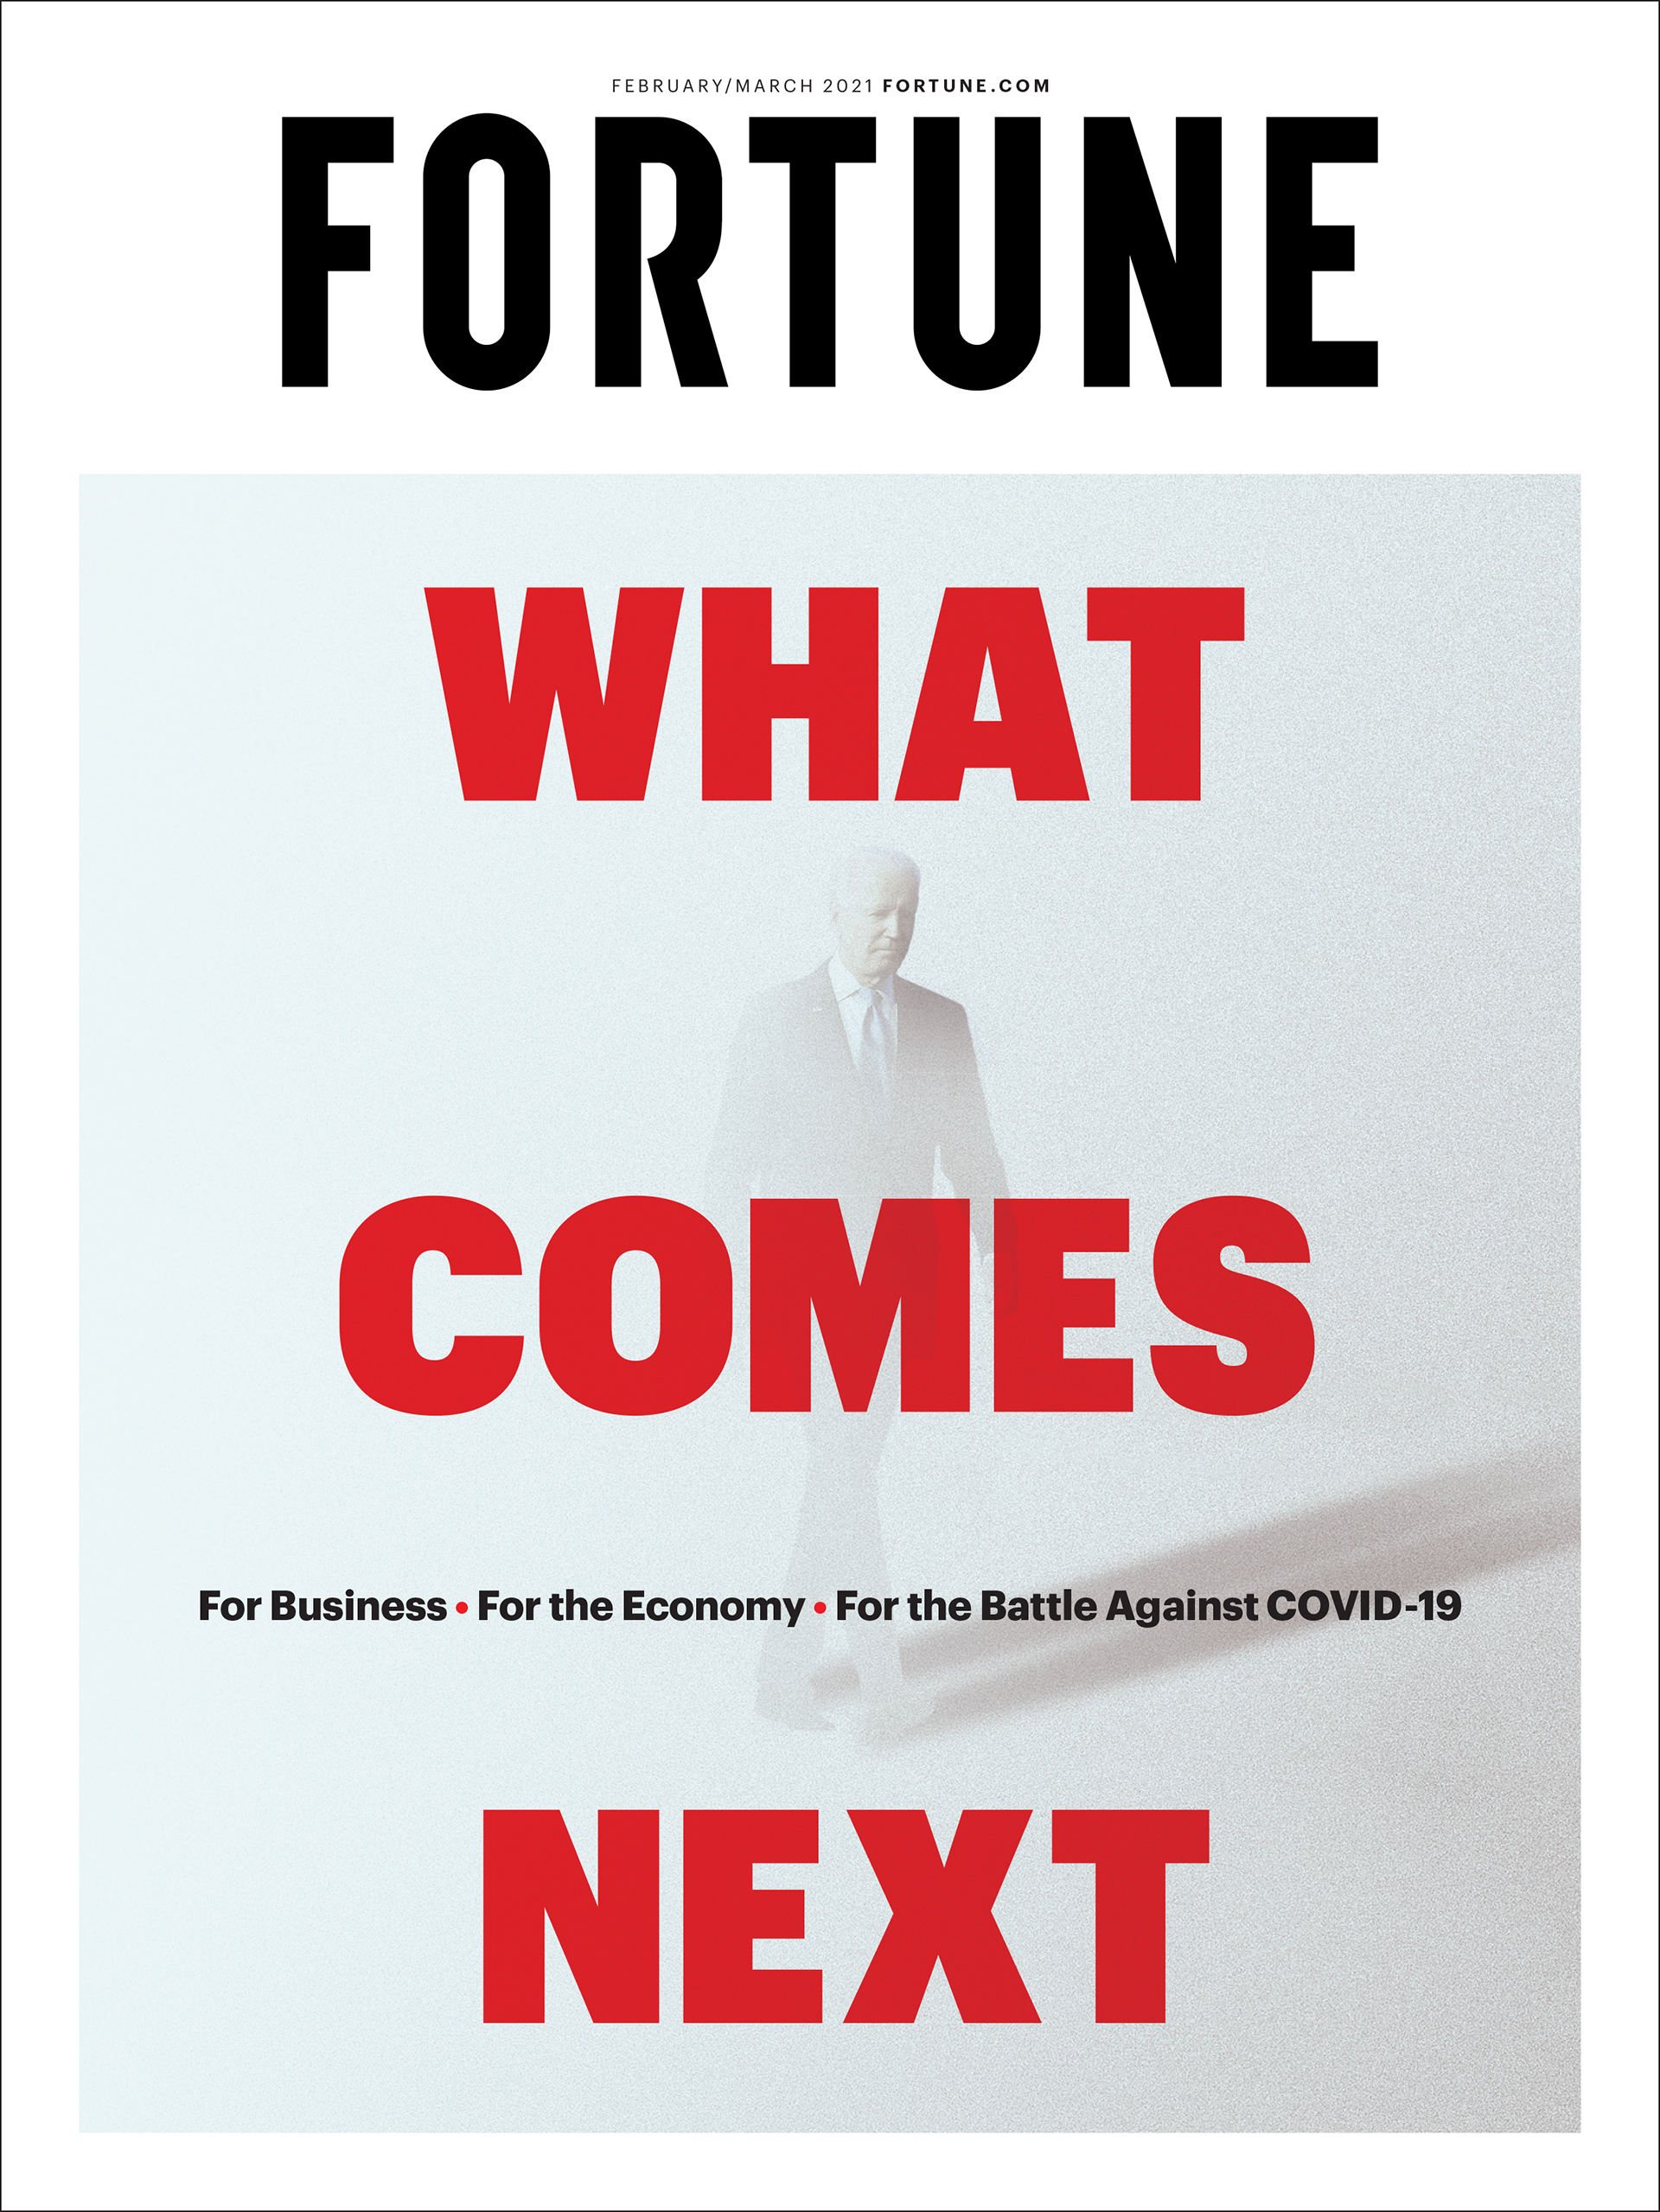 FEBRUARY/MARCH 2021 FORTUNE.COM
FORTUNE
WHAT
COMES
For Business • For the Economy • For the Battle Against COVID-19
NEXT